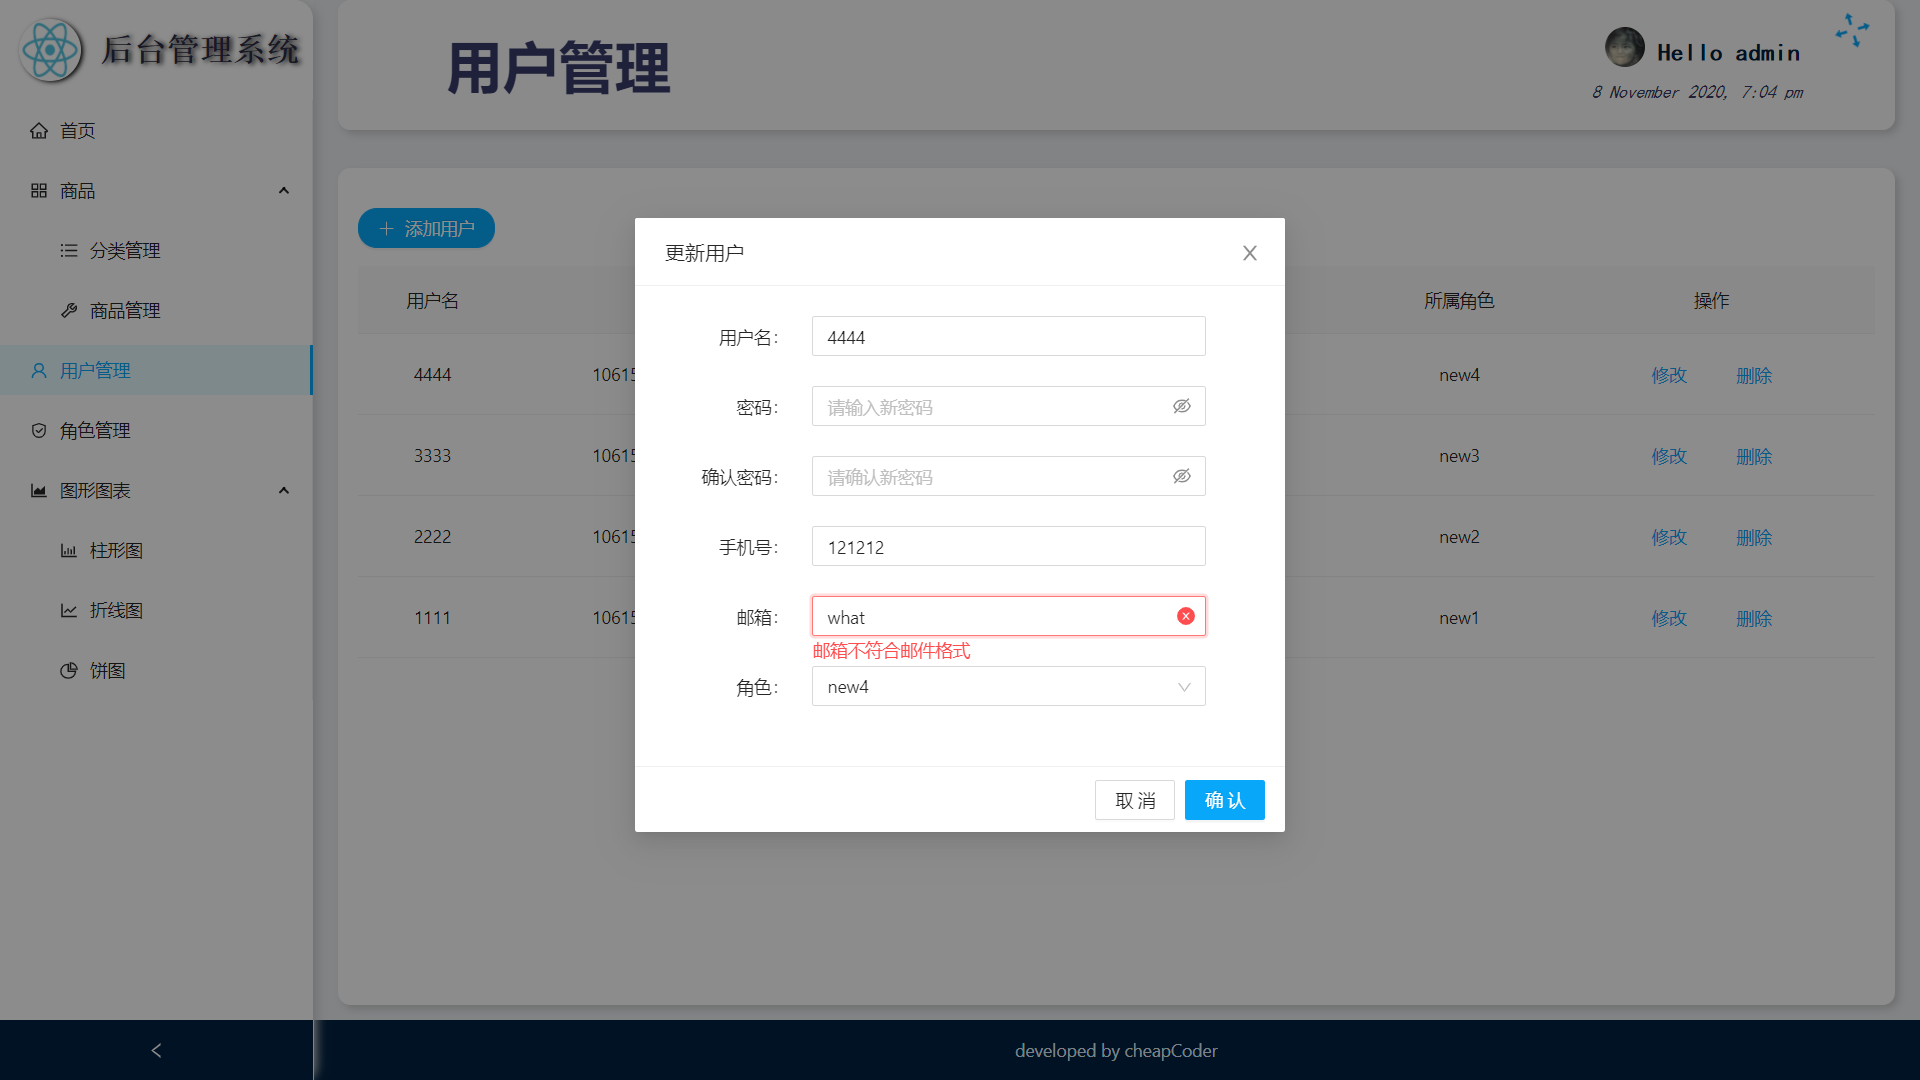 后台管理系统
首页
商品
分类管理
商品管理
用户管理
角色管理
图形图表
柱形图
折线图
饼图
用户管理
Hello admin
8 November 2020, 7:04 pm
添加用户
用户名 所属角色 操作
4444 10615 new4 修改 删除
3333 10615 new3 修改 删除
2222 10615 new2 修改 删除
1111 10615 new1 修改 删除
更新用户
用户名: 4444
密码: 请输入新密码
确认密码: 请确认新密码
手机号: 121212
邮箱: what
邮箱不符合邮件格式
角色: new4
取 消 确 认
developed by cheapCoder